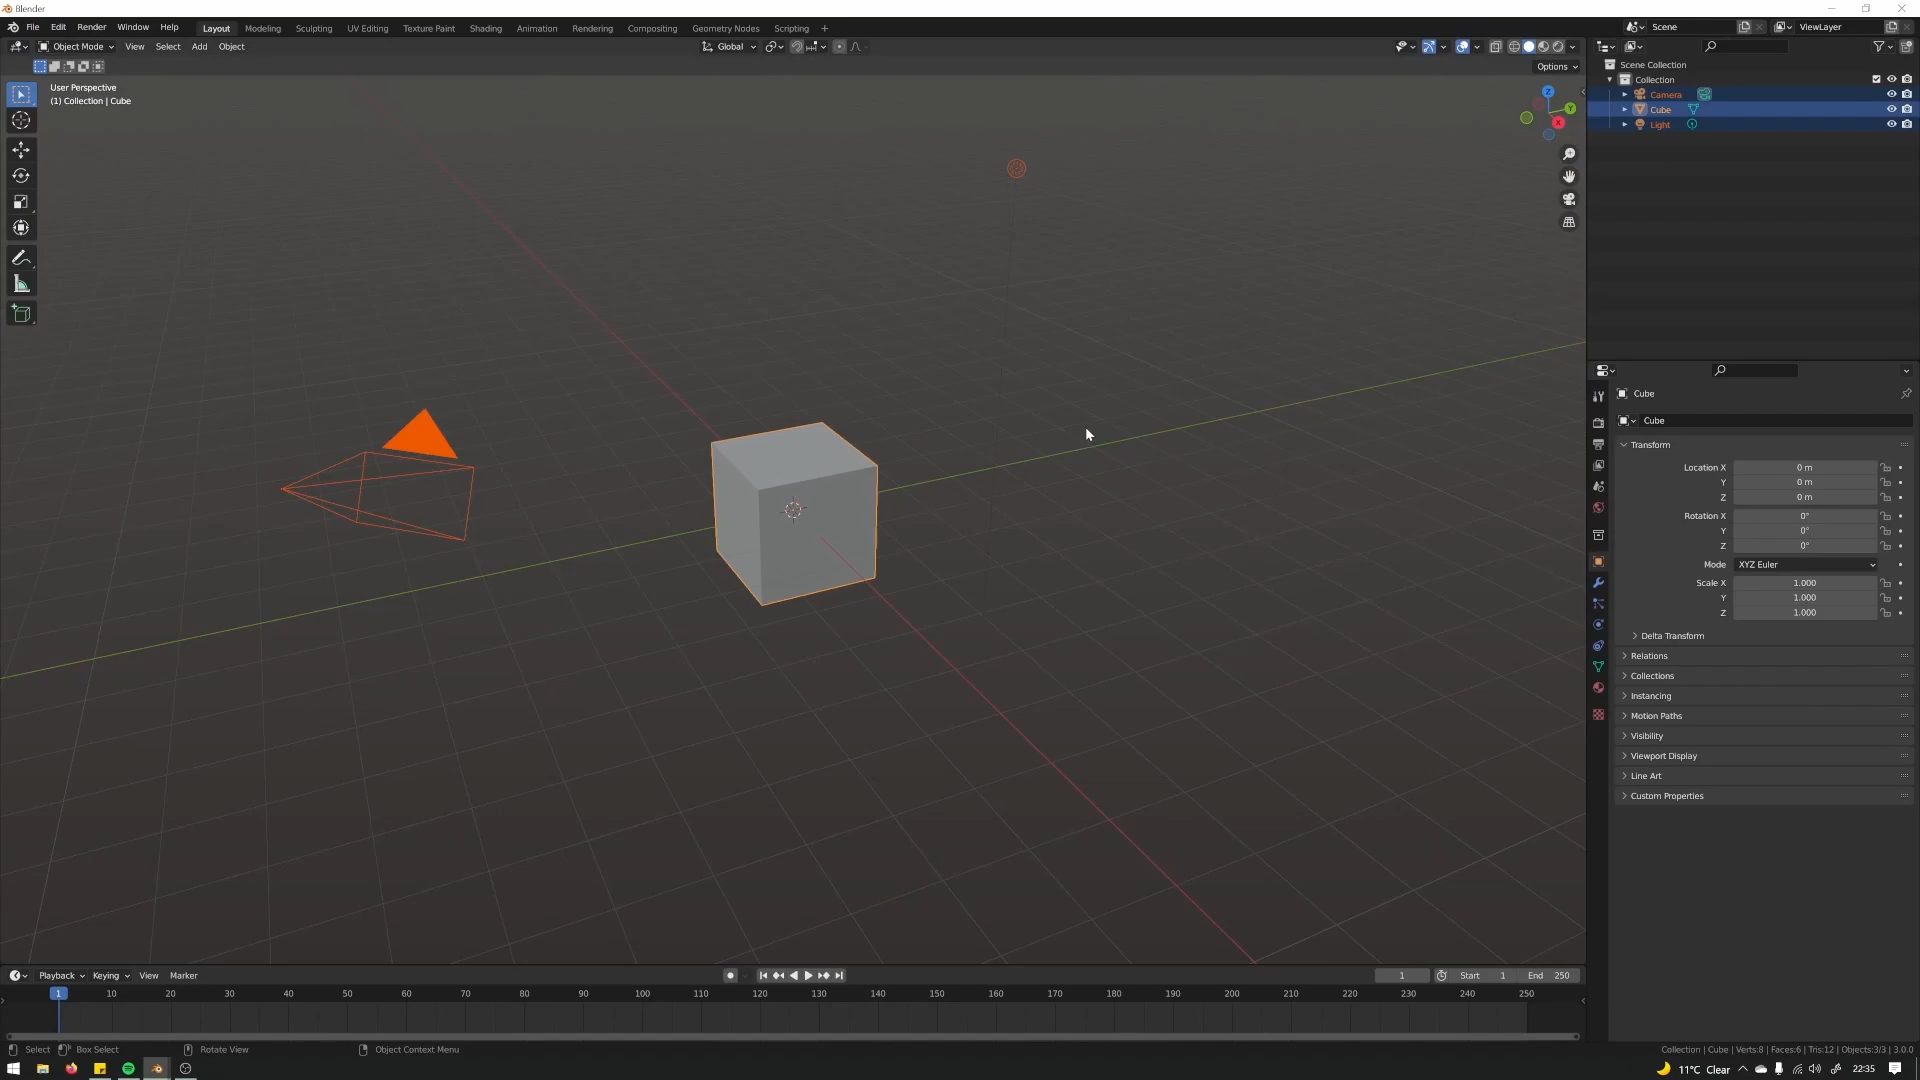 Blender
File Edit Render Window Help Layout Modeling Sculpting UV Editing Texture Paint Shading Animation Rendering Compositing Geometry Nodes Scripting + Scene ViewLayer
Object Mode View Select Add Object Global
Options
User Perspective
(1) Collection | Cube
Z
Y
X
Scene Collection
Collection
Camera
Cube
Light
Cube
Cube
Transform
Location X 0 m
Y 0 m
Z 0 m
Rotation X 0°
Y 0°
Z 0°
Mode XYZ Euler
Scale X 1.000
Y 1.000
Z 1.000
Delta Transform
Relations
Collections
Instancing
Motion Paths
Visibility
Viewport Display
Line Art
Custom Properties
Playback Keying View Marker 1 Start 1 End 250
1 10 20 30 40 50 60 70 80 90 100 110 120 130 140 150 160 170 180 190 200 210 220 230 240 250
Select Box Select Rotate View Object Context Menu Collection | Cube | Verts:8 | Faces:6 | Tris:12 | Objects:3/3 | 3.0.0
11°C Clear 22:35